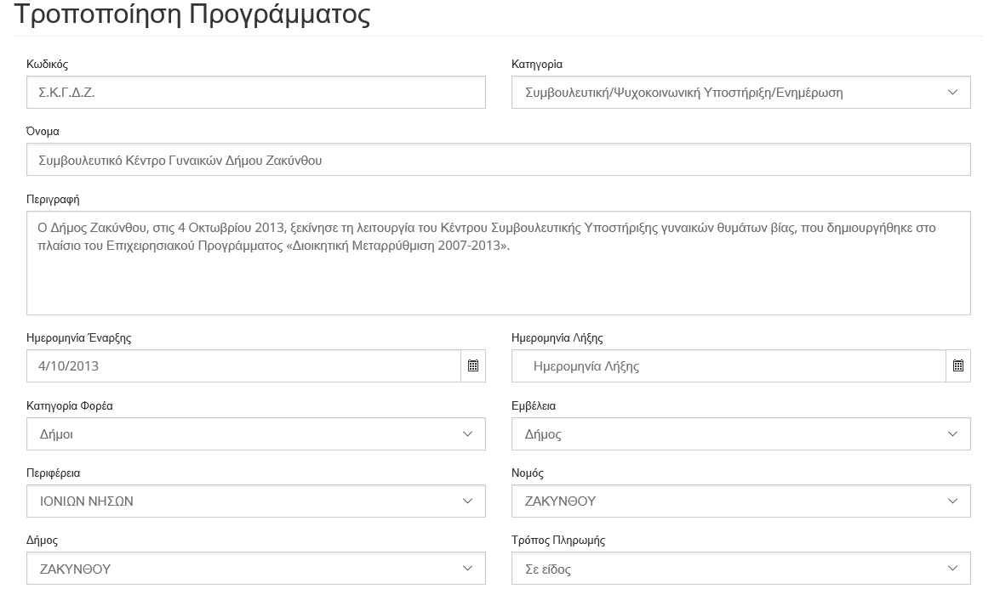 Τροποποίηση Προγράμματος
Κωδικός
Κατηγορία
Σ.Κ.Γ.Δ.Ζ.
Συμβουλευτική/Ψυχοκοινωνική Υποστήριξη/Ενημέρωση
Όνομα
Συμβουλευτικό Κέντρο Γυναικών Δήμου Ζακύνθου
Περιγραφή
Ο Δήμος Ζακύνθου, στις 4 Οκτωβρίου 2013, ξεκίνησε τη λειτουργία του Κέντρου Συμβουλευτικής Υποστήριξης γυναικών θυμάτων βίας, που δημιουργήθηκε στο
πλαίσιο του Επιχειρησιακού Προγράμματος «Διοικητική Μεταρρύθμιση 2007-2013».
Ημερομηνία Έναρξης
Ημερομηνία Λήξης
4/10/2013
Ημερομηνία Λήξης
Κατηγορία Φορέα
Εμβέλεια
Δήμοι
Δήμος
Περιφέρεια
Νομός
ΙΟΝΙΩΝ ΝΗΣΩΝ
ΖΑΚΥΝΘΟΥ
Δήμος
Τρόπος Πληρωμής
ΖΑΚΥΝΘΟΥ
Σε είδος